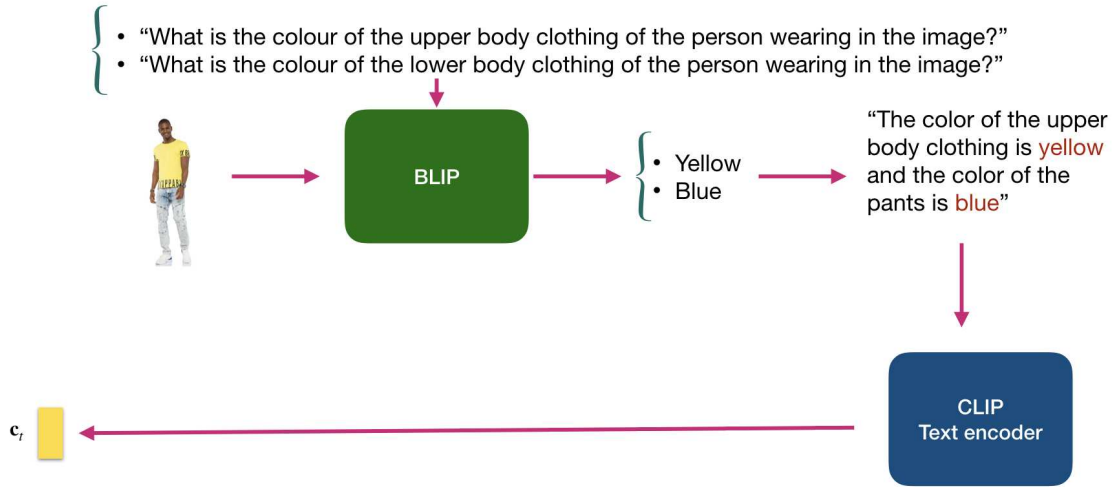 • “What is the colour of the upper body clothing of the person wearing in the image?”
• “What is the colour of the lower body clothing of the person wearing in the image?”
BLIP
• Yellow
• Blue
“The color of the upper
body clothing is yellow
and the color of the
pants is blue”
CLIP
Text encoder
cₜ